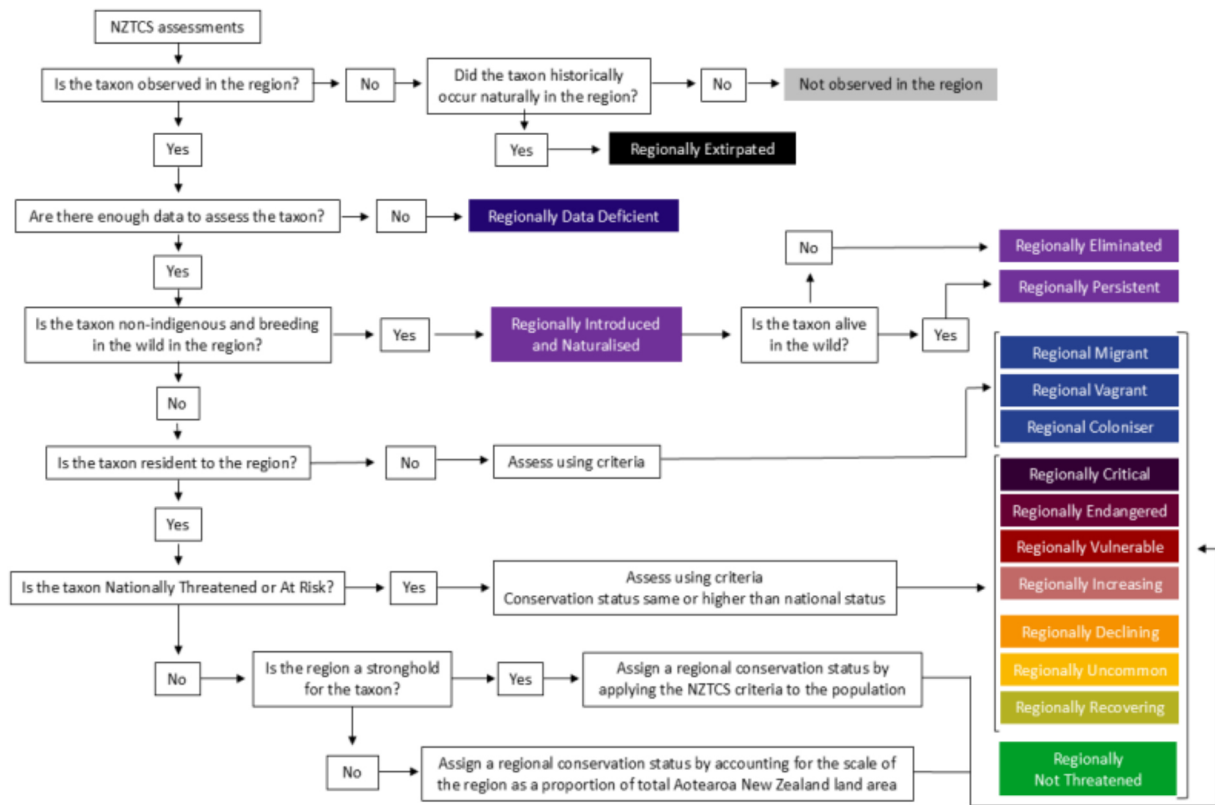 NZTCS assessments
Is the taxon observed in the region?
No
Did the taxon historically
occur naturally in the region?
No
Not observed in the region
Yes
Yes
Regionally Extirpated
Are there enough data to assess the taxon?
No
Regionally Data Deficient
Yes
No
Regionally Eliminated
Regionally Persistent
Is the taxon non-indigenous and breeding
in the wild in the region?
Yes
Regionally Introduced
and Naturalised
Is the taxon alive
in the wild?
Yes
Regional Migrant
Regional Vagrant
Regional Coloniser
No
Is the taxon resident to the region?
No
Assess using criteria
Regionally Critical
Regionally Endangered
Regionally Vulnerable
Regionally Increasing
Yes
Is the taxon Nationally Threatened or At Risk?
Yes
Assess using criteria
Conservation status same or higher than national status
Regionally Declining
Regionally Uncommon
Regionally Recovering
No
Is the region a stronghold
for the taxon?
Yes
Assign a regional conservation status by
applying the NZTCS criteria to the population
No
Assign a regional conservation status by accounting for the scale of
the region as a proportion of total Aotearoa New Zealand land area
Regionally
Not Threatened